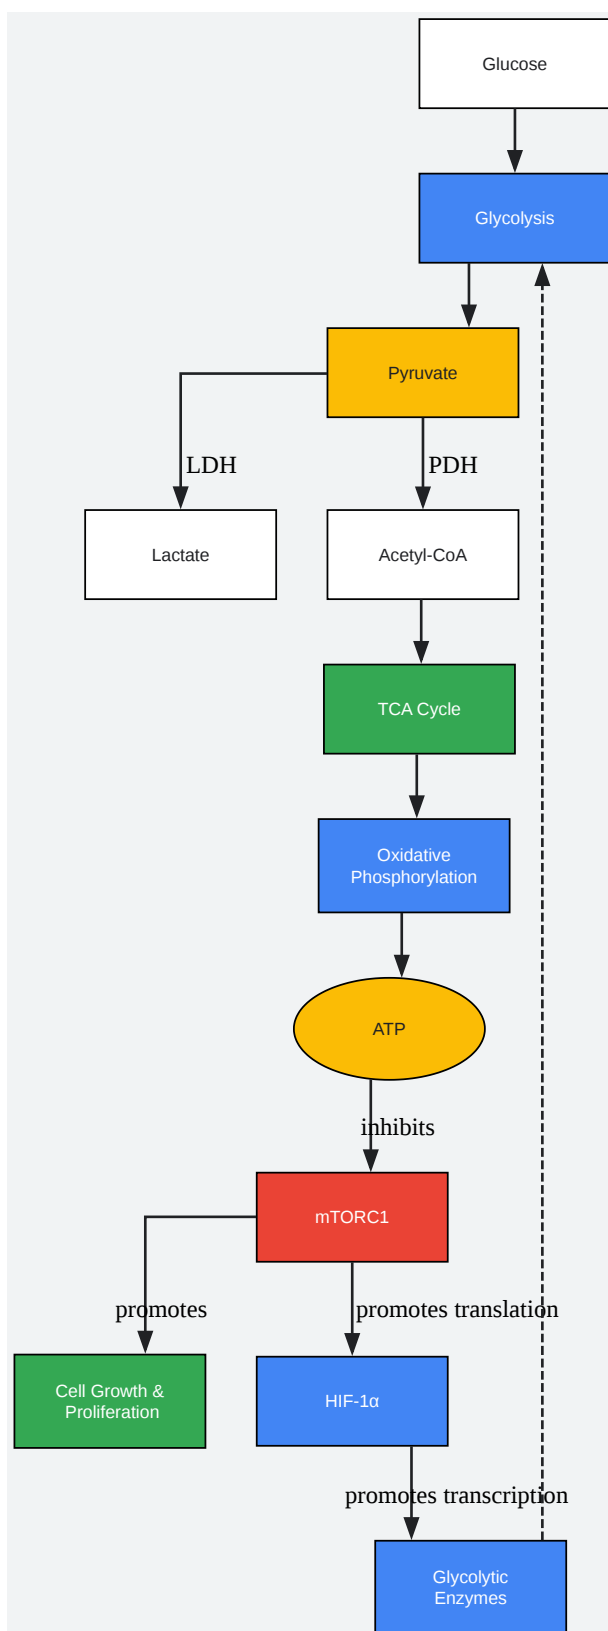 Glucose
Glycolysis
Pyruvate
LDH
PDH
Lactate
Acetyl-CoA
TCA Cycle
Oxidative
Phosphorylation
ATP
inhibits
mTORC1
promotes
promotes translation
Cell Growth &
Proliferation
HIF-1α
promotes transcription
Glycolytic
Enzymes